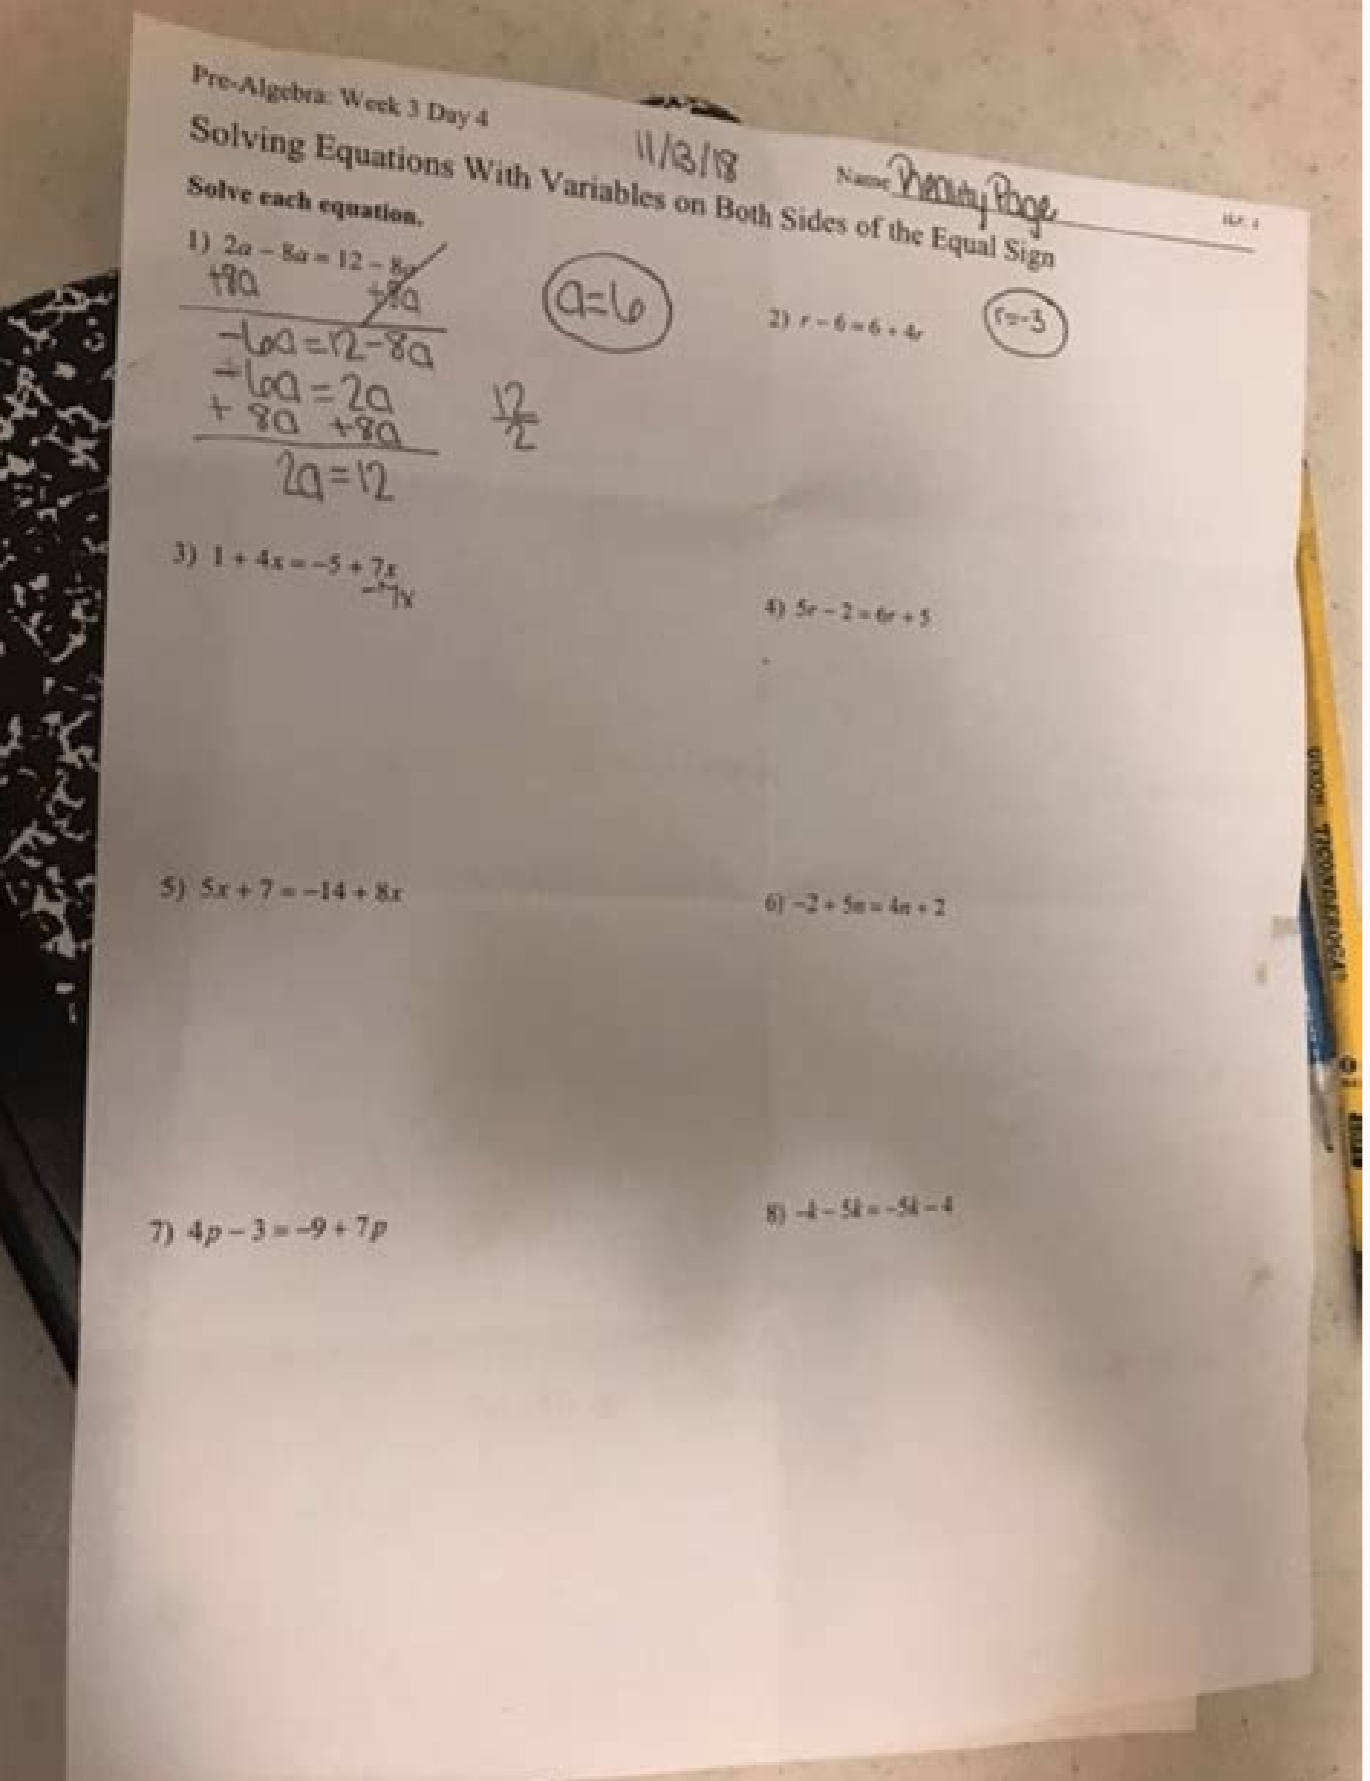 Pre-Algebra: Week 3 Day 4
11/13/18
Name Page
Solving Equations With Variables on Both Sides of the Equal Sign
Solve each equation.
1) 2a – 8a = 12 – 8a
+8a +8a
-6a=12-8a
-6a=2a
+8a +8a
2a=12
a=6
12
2
2) r – 6 = 6 + 4r
r=-3
3) 1 + 4x = –5 + 7x
-7x
4) 5r – 2 = 6r + 5
5) 5x + 7 = –14 + 8x
6) –2 + 5n = 4n + 2
7) 4p – 3 = –9 + 7p
8) –k – 5k = –5k – 4
DIXON TICONDEROGA